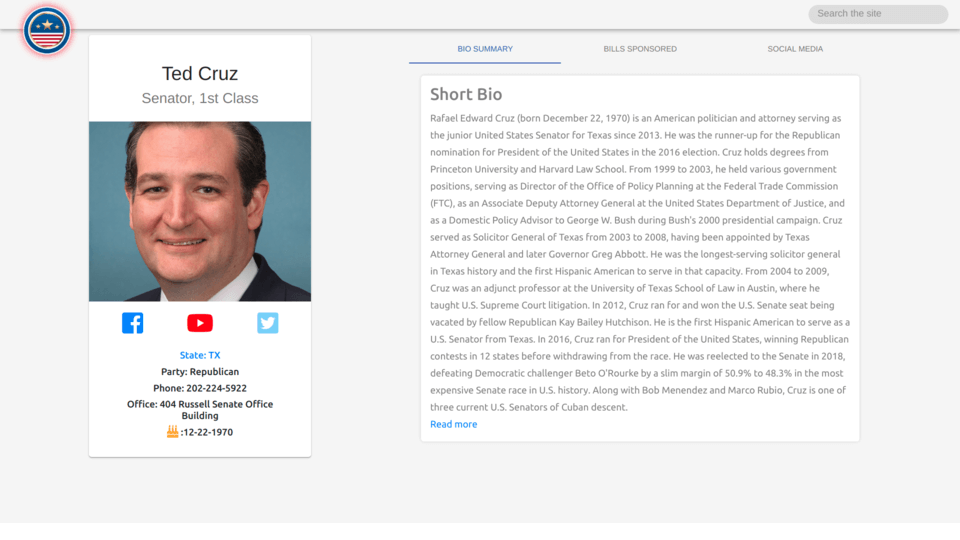 Search the site
Ted Cruz
Senator, 1st Class
State: TX
Party: Republican
Phone: 202-224-5922
Office: 404 Russell Senate Office
Building
:12-22-1970
BIO SUMMARY
BILLS SPONSORED
SOCIAL MEDIA
Short Bio
Rafael Edward Cruz (born December 22, 1970) is an American politician and attorney serving as
the junior United States Senator for Texas since 2013. He was the runner-up for the Republican
nomination for President of the United States in the 2016 election. Cruz holds degrees from
Princeton University and Harvard Law School. From 1999 to 2003, he held various government
positions, serving as Director of the Office of Policy Planning at the Federal Trade Commission
(FTC), as an Associate Deputy Attorney General at the United States Department of Justice, and
as a Domestic Policy Advisor to George W. Bush during Bush's 2000 presidential campaign. Cruz
served as Solicitor General of Texas from 2003 to 2008, having been appointed by Texas
Attorney General and later Governor Greg Abbott. He was the longest-serving solicitor general
in Texas history and the first Hispanic American to serve in that capacity. From 2004 to 2009,
Cruz was an adjunct professor at the University of Texas School of Law in Austin, where he
taught U.S. Supreme Court litigation. In 2012, Cruz ran for and won the U.S. Senate seat being
vacated by fellow Republican Kay Bailey Hutchison. He is the first Hispanic American to serve as a
U.S. Senator from Texas. In 2016, Cruz ran for President of the United States, winning Republican
contests in 12 states before withdrawing from the race. He was reelected to the Senate in 2018,
defeating Democratic challenger Beto O'Rourke by a slim margin of 50.9% to 48.3% in the most
expensive Senate race in U.S. history. Along with Bob Menendez and Marco Rubio, Cruz is one of
three current U.S. Senators of Cuban descent.
Read more